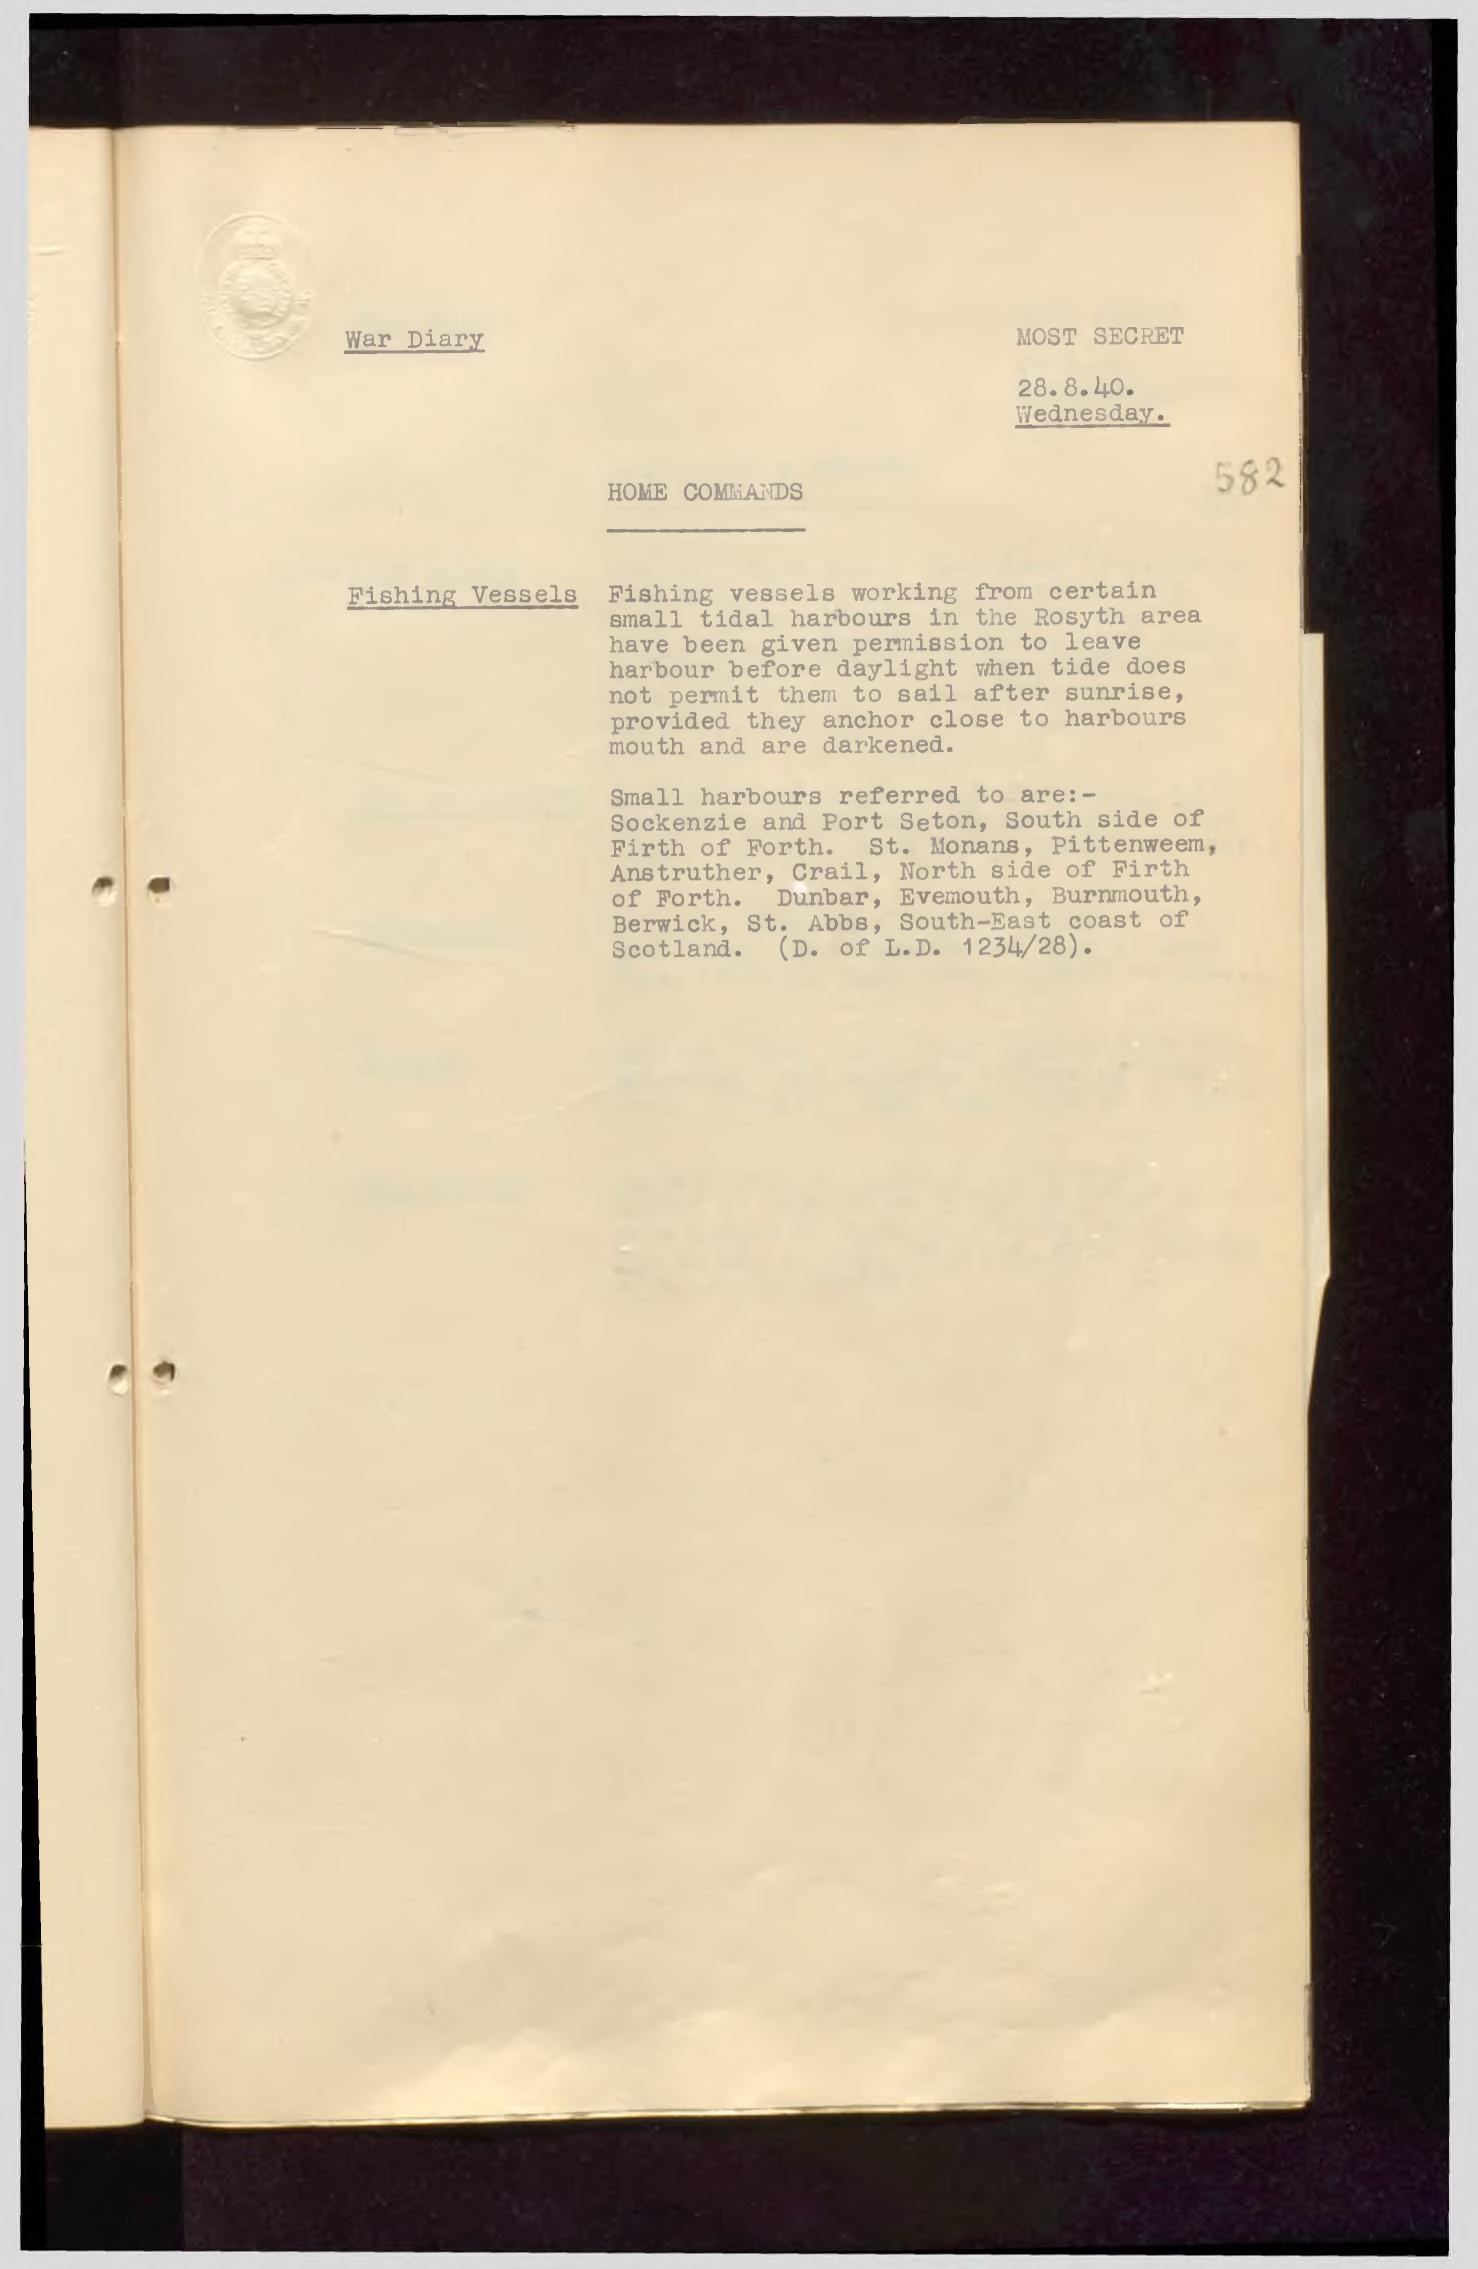 War Diary
MOST SECRET
28.8.40.
Wednesday.
582
HOME COMMANDS
Fishing Vessels
Fishing vessels working from certain
small tidal harbours in the Rosyth area
have been given permission to leave
harbour before daylight when tide does
not permit them to sail after sunrise,
provided they anchor close to harbours
mouth and are darkened.
Small harbours referred to are:-
Sockenzie and Port Seton, South side of
Firth of Forth. St. Monans, Pittenweem,
Anstruther, Crail, North side of Firth
of Forth. Dunbar, Evemouth, Burnmouth,
Berwick, St. Abbs, South-East coast of
Scotland. (D. of L.D. 1234/28).